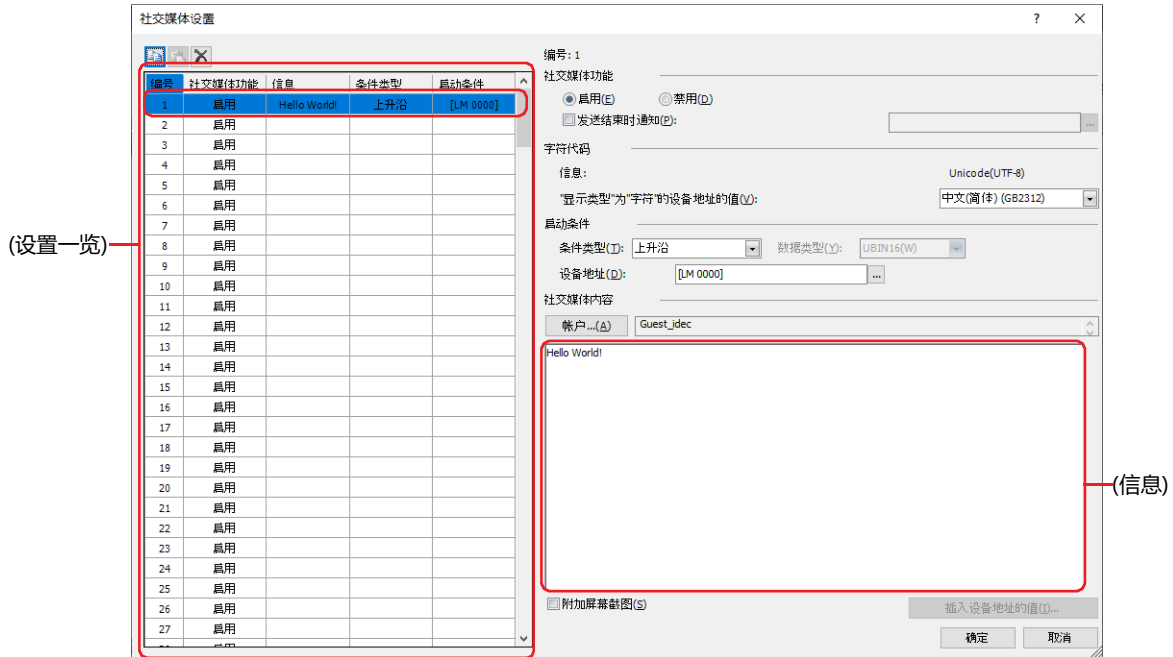 社交媒体设置 ? ×
编号 社交媒体功能 信息 条件类型 启动条件
1 启用 Hello World! 上升沿 [LM 0000]
2 启用
3 启用
4 启用
5 启用
6 启用
7 启用
8 启用
9 启用
10 启用
11 启用
12 启用
13 启用
14 启用
15 启用
16 启用
17 启用
18 启用
19 启用
20 启用
21 启用
22 启用
23 启用
24 启用
25 启用
26 启用
27 启用
(设置一览)
编号: 1
社交媒体功能
启用(E) 禁用(D)
发送结束时通知(P): ...
字符代码
信息: Unicode(UTF-8)
"显示类型"为"字符"的设备地址的值(V): 中文(简体) (GB2312)
启动条件
条件类型(T): 上升沿 数据类型(Y): UBIN16(W)
设备地址(D): [LM 0000] ...
社交媒体内容
帐户...(A) Guest_idec
Hello World!
(信息)
附加屏幕截图(S) 插入设备地址的值(I)...
确定 取消